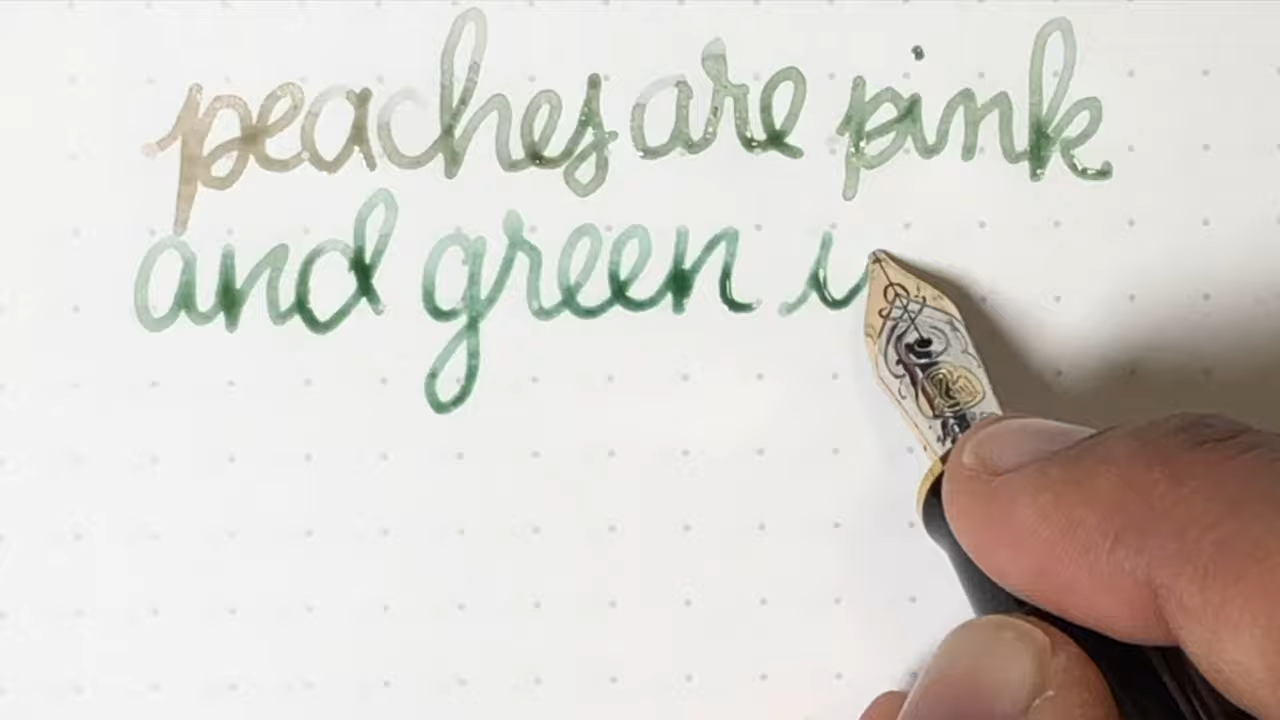 peaches are pink
and green i